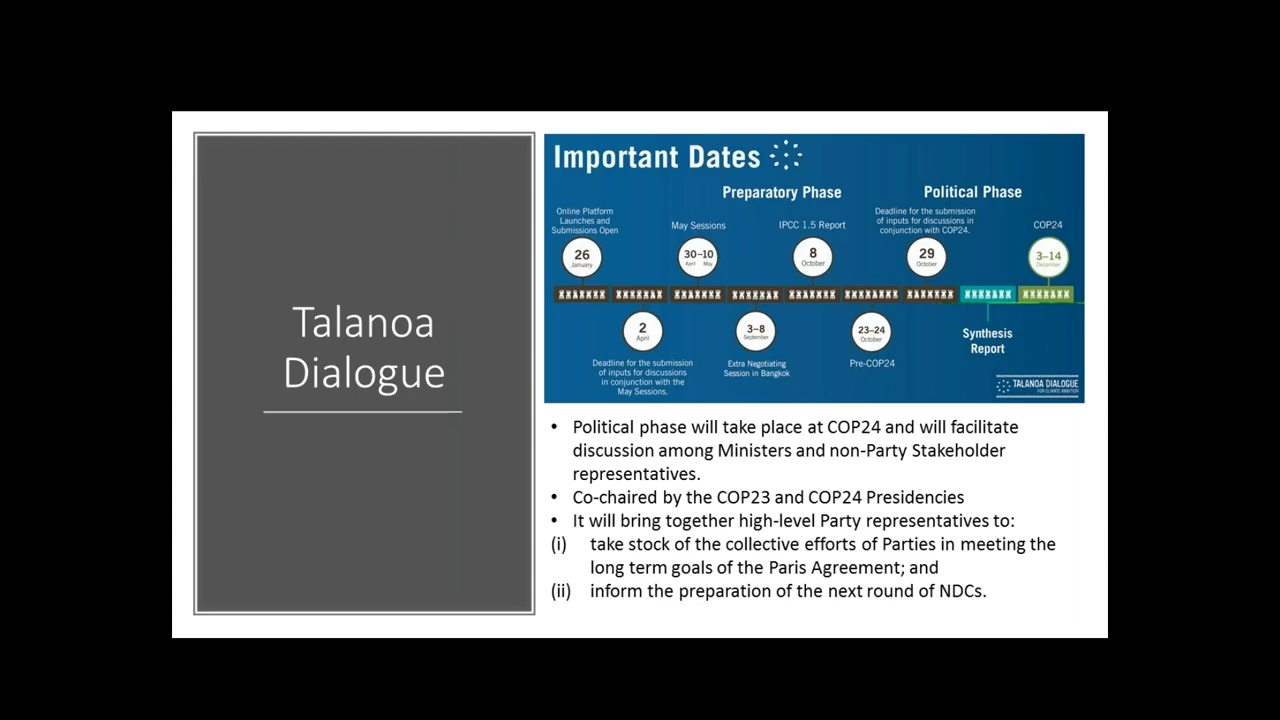 Talanoa
Dialogue
Important Dates
Preparatory Phase
Political Phase
Online Platform
Launches and
Submissions Open
26
January
May Sessions
30–10
April May
IPCC 1.5 Report
8
October
Deadline for the submission
of inputs for discussions in
conjunction with COP24.
29
October
COP24
3–14
December
2
April
Deadline for the submission
of inputs for discussions
in conjunction with the
May Sessions.
3–8
September
Extra Negotiating
Session in Bangkok
23–24
October
Pre-COP24
Synthesis
Report
TALANOA DIALOGUE
FOR CLIMATE AMBITION
• Political phase will take place at COP24 and will facilitate
discussion among Ministers and non-Party Stakeholder
representatives.
• Co-chaired by the COP23 and COP24 Presidencies
• It will bring together high-level Party representatives to:
(i) take stock of the collective efforts of Parties in meeting the
long term goals of the Paris Agreement; and
(ii) inform the preparation of the next round of NDCs.